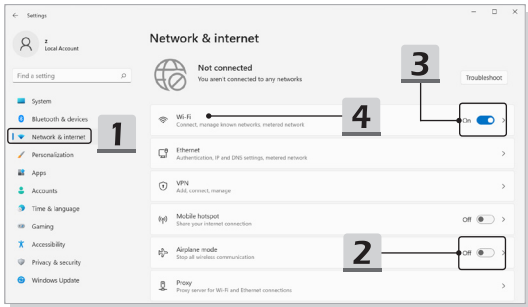 Settings
z
Local Account
Find a setting
System
Bluetooth & devices
Network & internet
Personalization
Apps
Accounts
Time & language
Gaming
Accessibility
Privacy & security
Windows Update
1
Network & internet
Not connected
You aren't connected to any networks
Troubleshoot
3
Wi-Fi
Connect, manage known networks, metered network
4
On
Ethernet
Authentication, IP and DNS settings, metered network
VPN
Add, connect, manage
Mobile hotspot
Share your internet connection
Off
Airplane mode
Stop all wireless communication
2
Off
Proxy
Proxy server for Wi-Fi and Ethernet connections